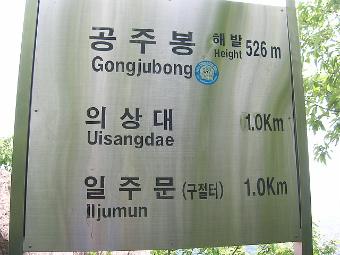 공주봉 해발 526 m
Gongjubong Height
의상대 1.0Km
Uisangdae
일주문 (구절터) 1.0Km
Iljumun